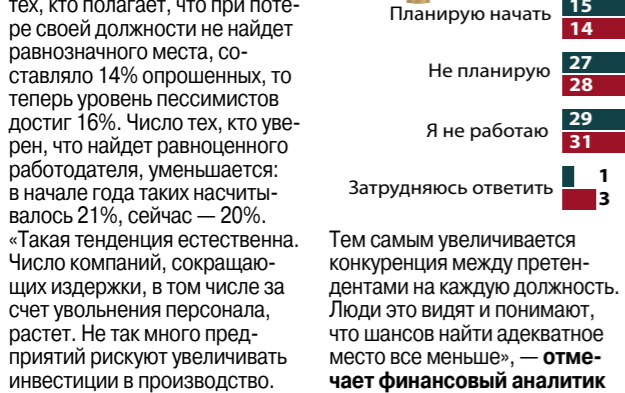 тех, кто полагает, что при поте-
ре своей должности не найдет
равнозначного места, со-
ставляло 14% опрошенных, то
теперь уровень пессимистов
достиг 16%. Число тех, кто уве-
рен, что найдет равноценного
работодателя, уменьшается:
в начале года таких насчиты-
валось 21%, сейчас — 20%.
«Такая тенденция естественна.
Число компаний, сокращаю-
щих издержки, в том числе за
счет увольнения персонала,
растет. Не так много пред-
приятий рискуют увеличивать
инвестиции в производство.
Планирую начать 15
14
Не планирую 27
28
Я не работаю 29
31
Затрудняюсь ответить 1
3
Тем самым увеличивается
конкуренция между претен-
дентами на каждую должность.
Люди это видят и понимают,
что шансов найти адекватное
место все меньше», — отме-
чает финансовый аналитик